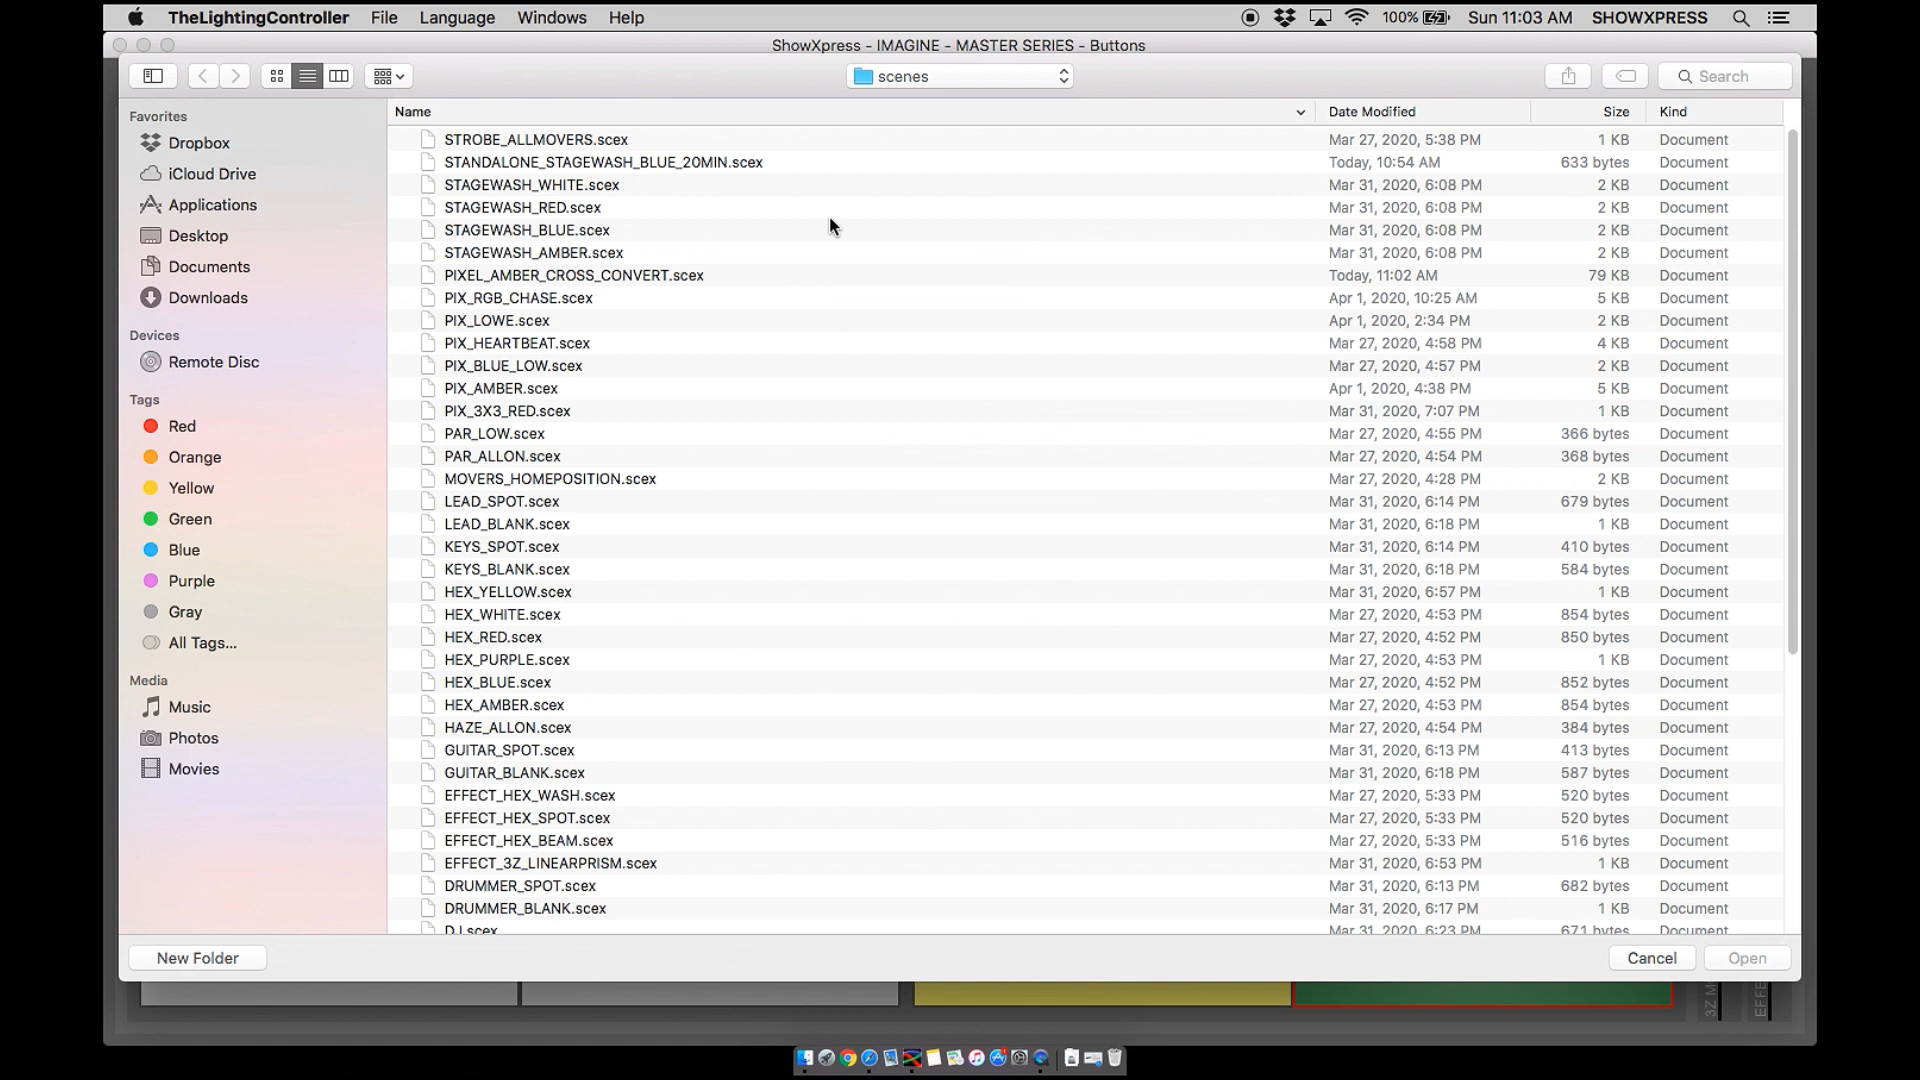 TheLightingController File Language Windows Help 100% Sun 11:03 AM SHOWXPRESS
ShowXpress - IMAGINE - MASTER SERIES - Buttons
scenes Search
Favorites
Dropbox
iCloud Drive
Applications
Desktop
Documents
Downloads
Devices
Remote Disc
Tags
Red
Orange
Yellow
Green
Blue
Purple
Gray
All Tags...
Media
Music
Photos
Movies
Name Date Modified Size Kind
STROBE_ALLMOVERS.scex Mar 27, 2020, 5:38 PM 1 KB Document
STANDALONE_STAGEWASH_BLUE_20MIN.scex Today, 10:54 AM 633 bytes Document
STAGEWASH_WHITE.scex Mar 31, 2020, 6:08 PM 2 KB Document
STAGEWASH_RED.scex Mar 31, 2020, 6:08 PM 2 KB Document
STAGEWASH_BLUE.scex Mar 31, 2020, 6:08 PM 2 KB Document
STAGEWASH_AMBER.scex Mar 31, 2020, 6:08 PM 2 KB Document
PIXEL_AMBER_CROSS_CONVERT.scex Today, 11:02 AM 79 KB Document
PIX_RGB_CHASE.scex Apr 1, 2020, 10:25 AM 5 KB Document
PIX_LOWE.scex Apr 1, 2020, 2:34 PM 2 KB Document
PIX_HEARTBEAT.scex Mar 27, 2020, 4:58 PM 4 KB Document
PIX_BLUE_LOW.scex Mar 27, 2020, 4:57 PM 2 KB Document
PIX_AMBER.scex Apr 1, 2020, 4:38 PM 5 KB Document
PIX_3X3_RED.scex Mar 31, 2020, 7:07 PM 1 KB Document
PAR_LOW.scex Mar 27, 2020, 4:55 PM 366 bytes Document
PAR_ALLON.scex Mar 27, 2020, 4:54 PM 368 bytes Document
MOVERS_HOMEPOSITION.scex Mar 27, 2020, 4:28 PM 2 KB Document
LEAD_SPOT.scex Mar 31, 2020, 6:14 PM 679 bytes Document
LEAD_BLANK.scex Mar 31, 2020, 6:18 PM 1 KB Document
KEYS_SPOT.scex Mar 31, 2020, 6:14 PM 410 bytes Document
KEYS_BLANK.scex Mar 31, 2020, 6:18 PM 584 bytes Document
HEX_YELLOW.scex Mar 31, 2020, 6:57 PM 1 KB Document
HEX_WHITE.scex Mar 27, 2020, 4:53 PM 854 bytes Document
HEX_RED.scex Mar 27, 2020, 4:52 PM 850 bytes Document
HEX_PURPLE.scex Mar 27, 2020, 4:53 PM 1 KB Document
HEX_BLUE.scex Mar 27, 2020, 4:52 PM 852 bytes Document
HEX_AMBER.scex Mar 27, 2020, 4:53 PM 854 bytes Document
HAZE_ALLON.scex Mar 27, 2020, 4:54 PM 384 bytes Document
GUITAR_SPOT.scex Mar 31, 2020, 6:13 PM 413 bytes Document
GUITAR_BLANK.scex Mar 31, 2020, 6:18 PM 587 bytes Document
EFFECT_HEX_WASH.scex Mar 27, 2020, 5:33 PM 520 bytes Document
EFFECT_HEX_SPOT.scex Mar 27, 2020, 5:33 PM 520 bytes Document
EFFECT_HEX_BEAM.scex Mar 27, 2020, 5:33 PM 516 bytes Document
EFFECT_3Z_LINEARPRISM.scex Mar 31, 2020, 6:53 PM 1 KB Document
DRUMMER_SPOT.scex Mar 31, 2020, 6:13 PM 682 bytes Document
DRUMMER_BLANK.scex Mar 31, 2020, 6:17 PM 1 KB Document
DJ.scex Mar 31, 2020, 6:23 PM 671 bytes Document
New Folder Cancel Open
3Z